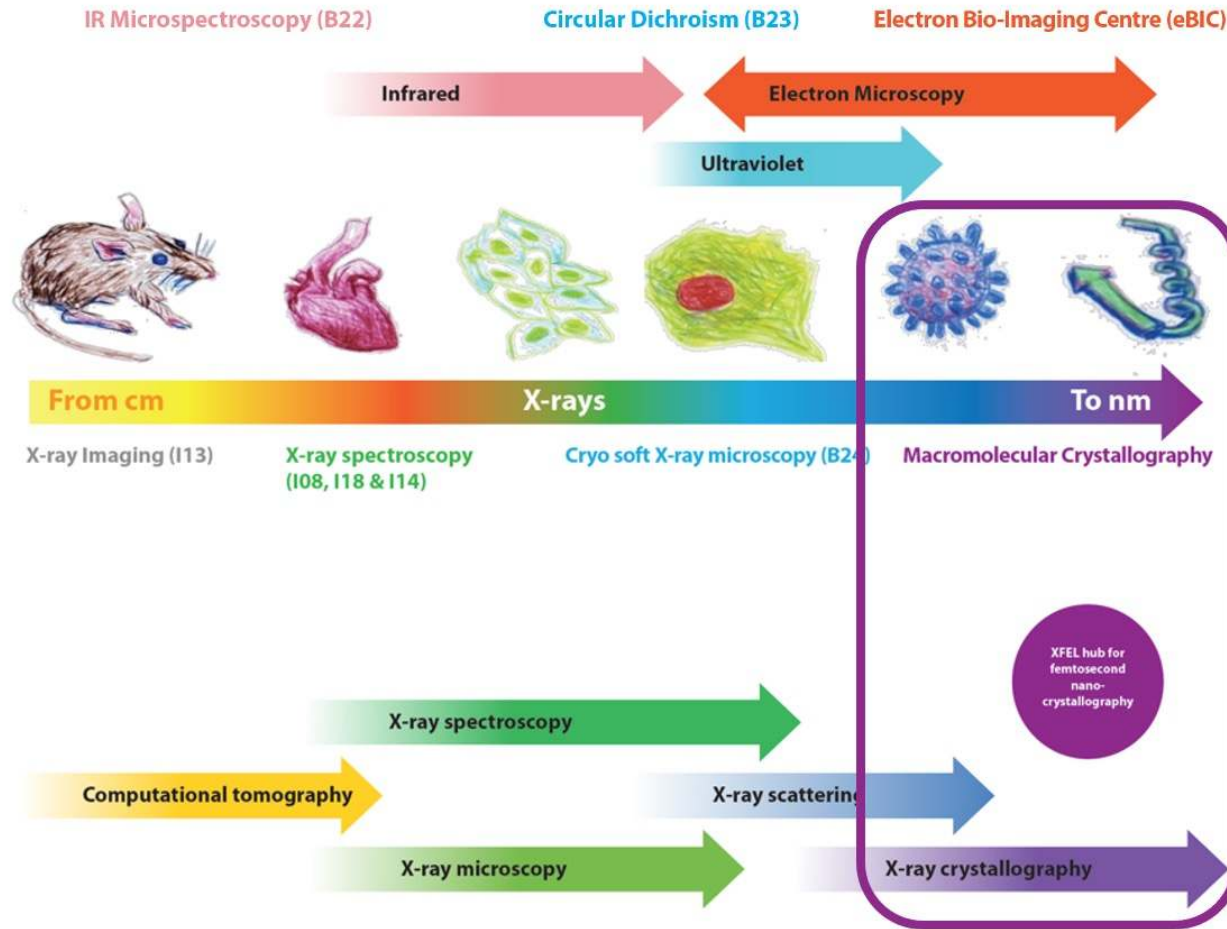 IR Microspectroscopy (B22)
Circular Dichroism (B23)
Electron Bio-Imaging Centre (eBIC)
Infrared
Electron Microscopy
Ultraviolet
From cm
X-rays
To nm
X-ray Imaging (I13)
X-ray spectroscopy
(I08, I18 & I14)
Cryo soft X-ray microscopy (B24)
Macromolecular Crystallography
XFEL hub for
femtosecond
nano-
crystallography
X-ray spectroscopy
Computational tomography
X-ray scattering
X-ray microscopy
X-ray crystallography